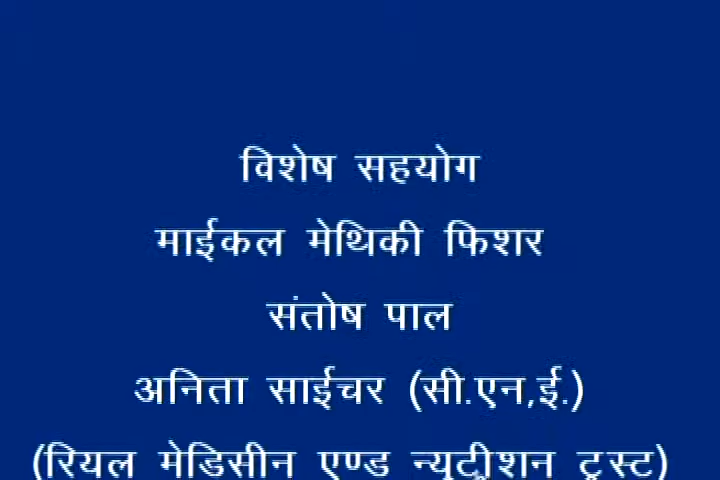 विशेष सहयोग
माईकल मेथिकी फिशर
संतोष पाल
अनिता साईचर (सी.एन,ई.)
(रियल मेडिसीन एण्ड न्यूट्रीशन ट्रस्ट)